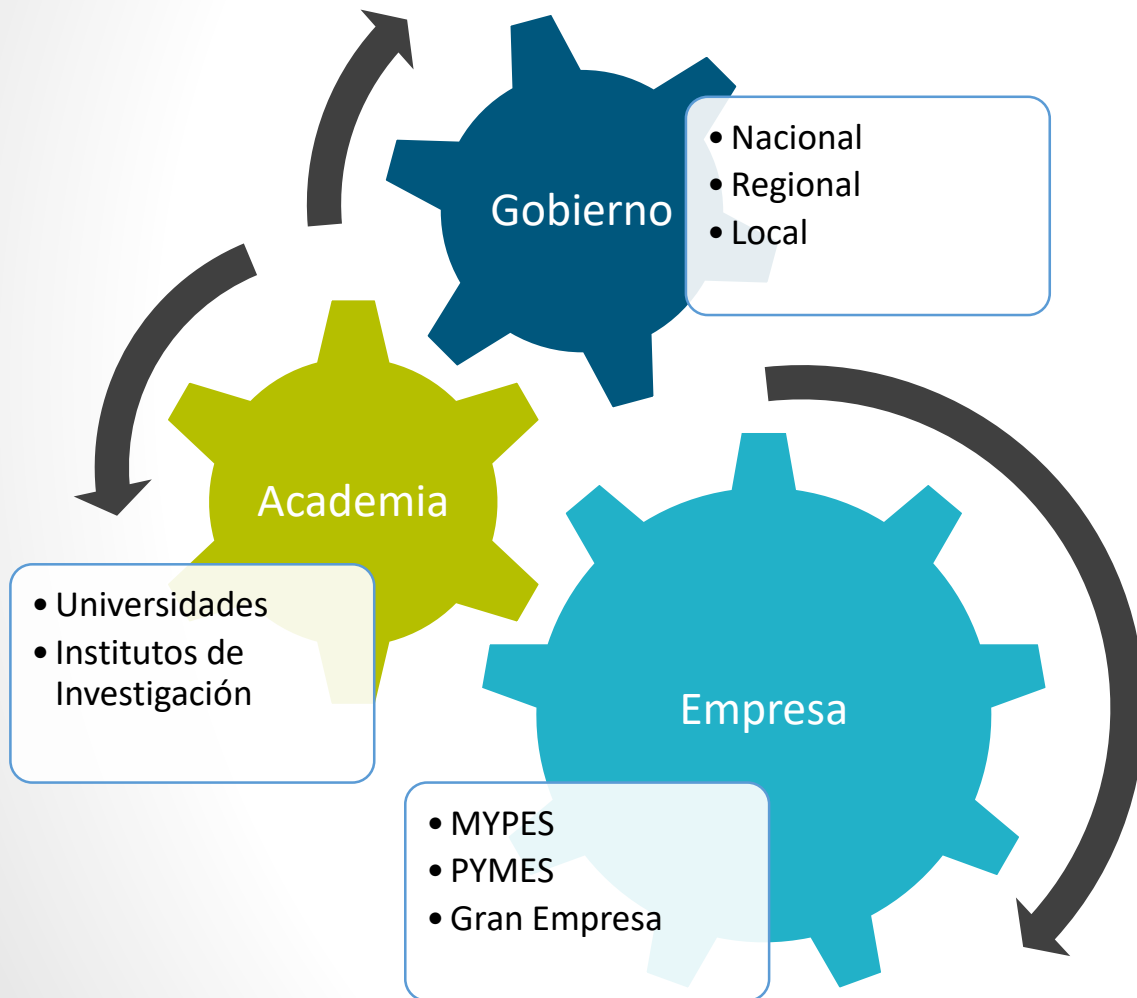 Gobierno
• Nacional
• Regional
• Local
Academia
• Universidades
• Institutos de
Investigación
Empresa
• MYPES
• PYMES
• Gran Empresa